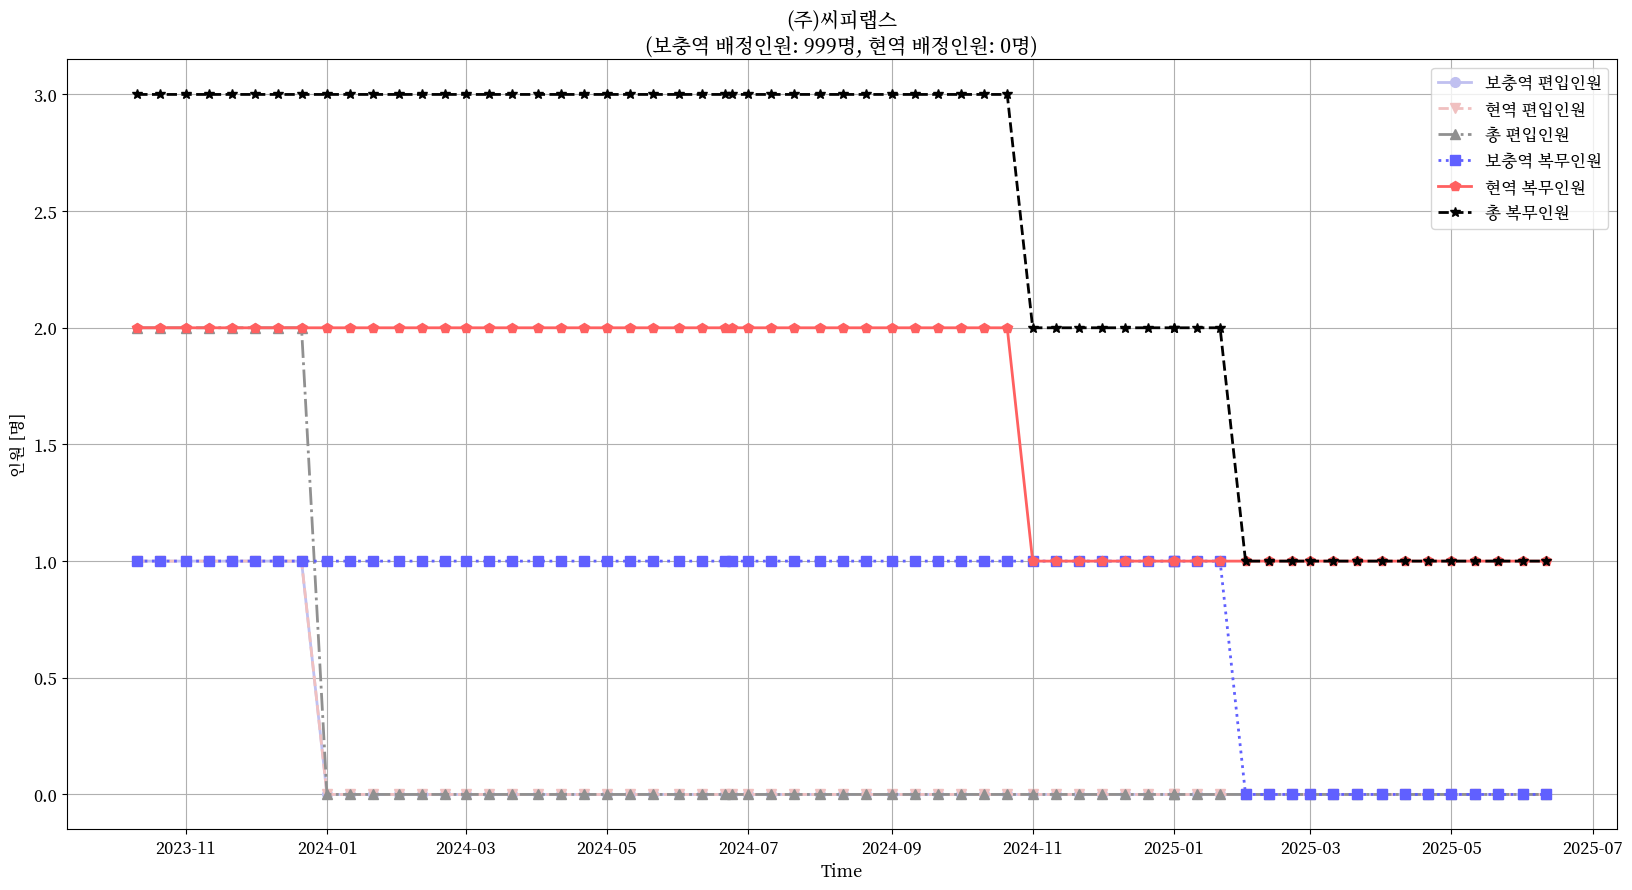 (주)씨피랩스
(보충역 배정인원: 999명, 현역 배정인원: 0명)
보충역 편입인원
현역 편입인원
총 편입인원
보충역 복무인원
현역 복무인원
총 복무인원
인원 [명]
3.0
2.5
2.0
1.5
1.0
0.5
0.0
2023-11
2024-01
2024-03
2024-05
2024-07
2024-09
2024-11
2025-01
2025-03
2025-05
2025-07
Time